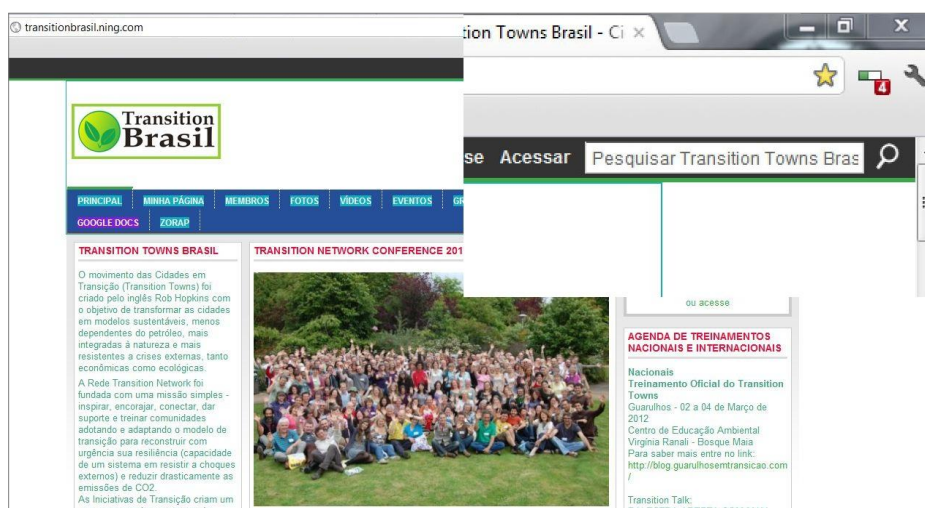 transitionbrasil.ning.com
tion Towns Brasil - Ci
4
se Acessar Pesquisar Transition Towns Bras
Transition
Brasil
PRINCIPAL MINHA PÁGINA MEMBROS FOTOS VÍDEOS EVENTOS GR
GOOGLE DOCS ZORAP
TRANSITION TOWNS BRASIL
O movimento das Cidades em
Transição (Transition Towns) foi
criado pelo inglês Rob Hopkins com
o objetivo de transformar as cidades
em modelos sustentáveis, menos
dependentes do petróleo, mais
integradas à natureza e mais
resistentes a crises externas, tanto
econômicas como ecológicas.
A Rede Transition Network foi
fundada com uma missão simples -
inspirar, encorajar, conectar, dar
suporte e treinar comunidades
adotando e adaptando o modelo de
transição para reconstruir com
urgência sua resiliência (capacidade
de um sistema em resistir a choques
externos) e reduzir drasticamente as
emissões de CO2.
As Iniciativas de Transição criam um
TRANSITION NETWORK CONFERENCE 201
ou acesse
AGENDA DE TREINAMENTOS
NACIONAIS E INTERNACIONAIS
Nacionais
Treinamento Oficial do Transition
Towns
Guarulhos - 02 a 04 de Março de
2012
Centro de Educação Ambiental
Virgínia Ranali - Bosque Maia
Para saber mais entre no link:
http://blog.guarulhosemtransicao.com
/
Transition Talk: